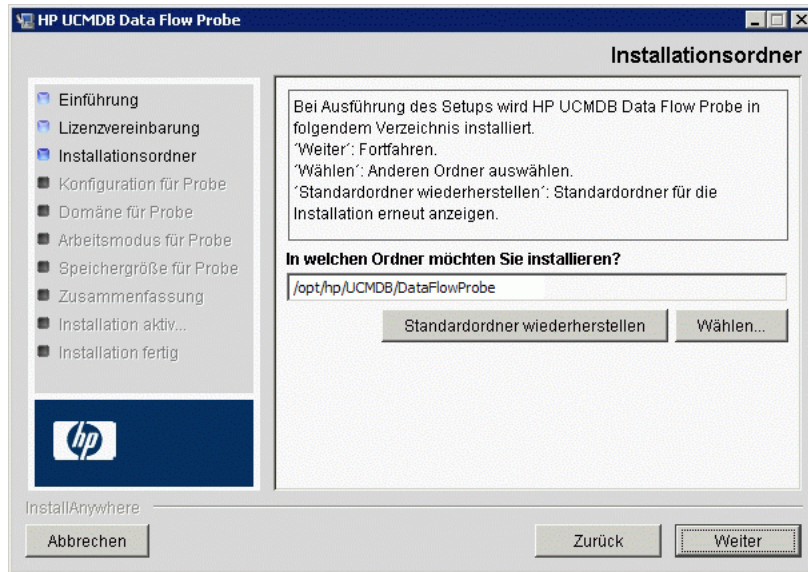 HP UCMDB Data Flow Probe
Installationsordner
Einführung
Lizenzvereinbarung
Installationsordner
Konfiguration für Probe
Domäne für Probe
Arbeitsmodus für Probe
Speichergröße für Probe
Zusammenfassung
Installation aktiv...
Installation fertig
hp
Bei Ausführung des Setups wird HP UCMDB Data Flow Probe in
folgendem Verzeichnis installiert.
´Weiter´: Fortfahren.
´Wählen´: Anderen Ordner auswählen.
´Standardordner wiederherstellen´: Standardordner für die
Installation erneut anzeigen.
In welchen Ordner möchten Sie installieren?
/opt/hp/UCMDB/DataFlowProbe
Standardordner wiederherstellen
Wählen...
InstallAnywhere
Abbrechen
Zurück
Weiter